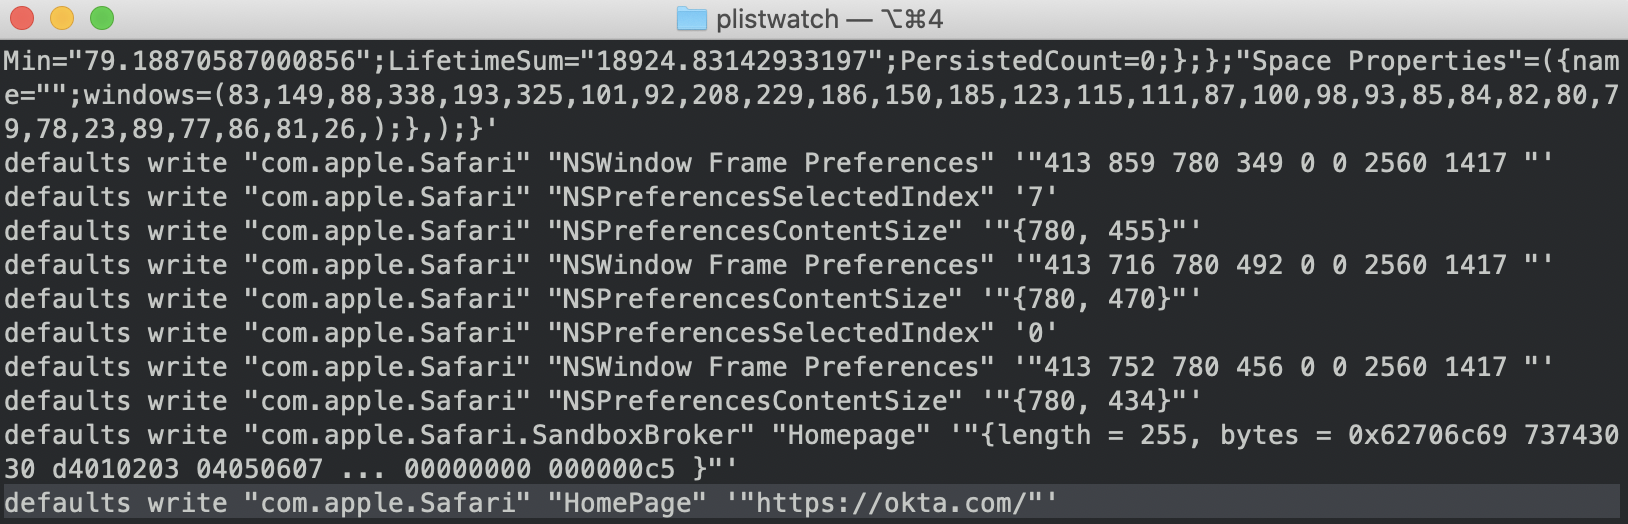 plistwatch — ⌥⌘4
Min="79.18870587000856";LifetimeSum="18924.83142933197";PersistedCount=0;};};"Space Properties"=({nam
e="";windows=(83,149,88,338,193,325,101,92,208,229,186,150,185,123,115,111,87,100,98,93,85,84,82,80,7
9,78,23,89,77,86,81,26,);},);}'
defaults write "com.apple.Safari" "NSWindow Frame Preferences" '"413 859 780 349 0 0 2560 1417 "'
defaults write "com.apple.Safari" "NSPreferencesSelectedIndex" '7'
defaults write "com.apple.Safari" "NSPreferencesContentSize" '"{780, 455}"'
defaults write "com.apple.Safari" "NSWindow Frame Preferences" '"413 716 780 492 0 0 2560 1417 "'
defaults write "com.apple.Safari" "NSPreferencesContentSize" '"{780, 470}"'
defaults write "com.apple.Safari" "NSPreferencesSelectedIndex" '0'
defaults write "com.apple.Safari" "NSWindow Frame Preferences" '"413 752 780 456 0 0 2560 1417 "'
defaults write "com.apple.Safari" "NSPreferencesContentSize" '"{780, 434}"'
defaults write "com.apple.Safari.SandboxBroker" "Homepage" '"{length = 255, bytes = 0x62706c69 737430
30 d4010203 04050607 ... 00000000 000000c5 }"'
defaults write "com.apple.Safari" "HomePage" '"https://okta.com/"'